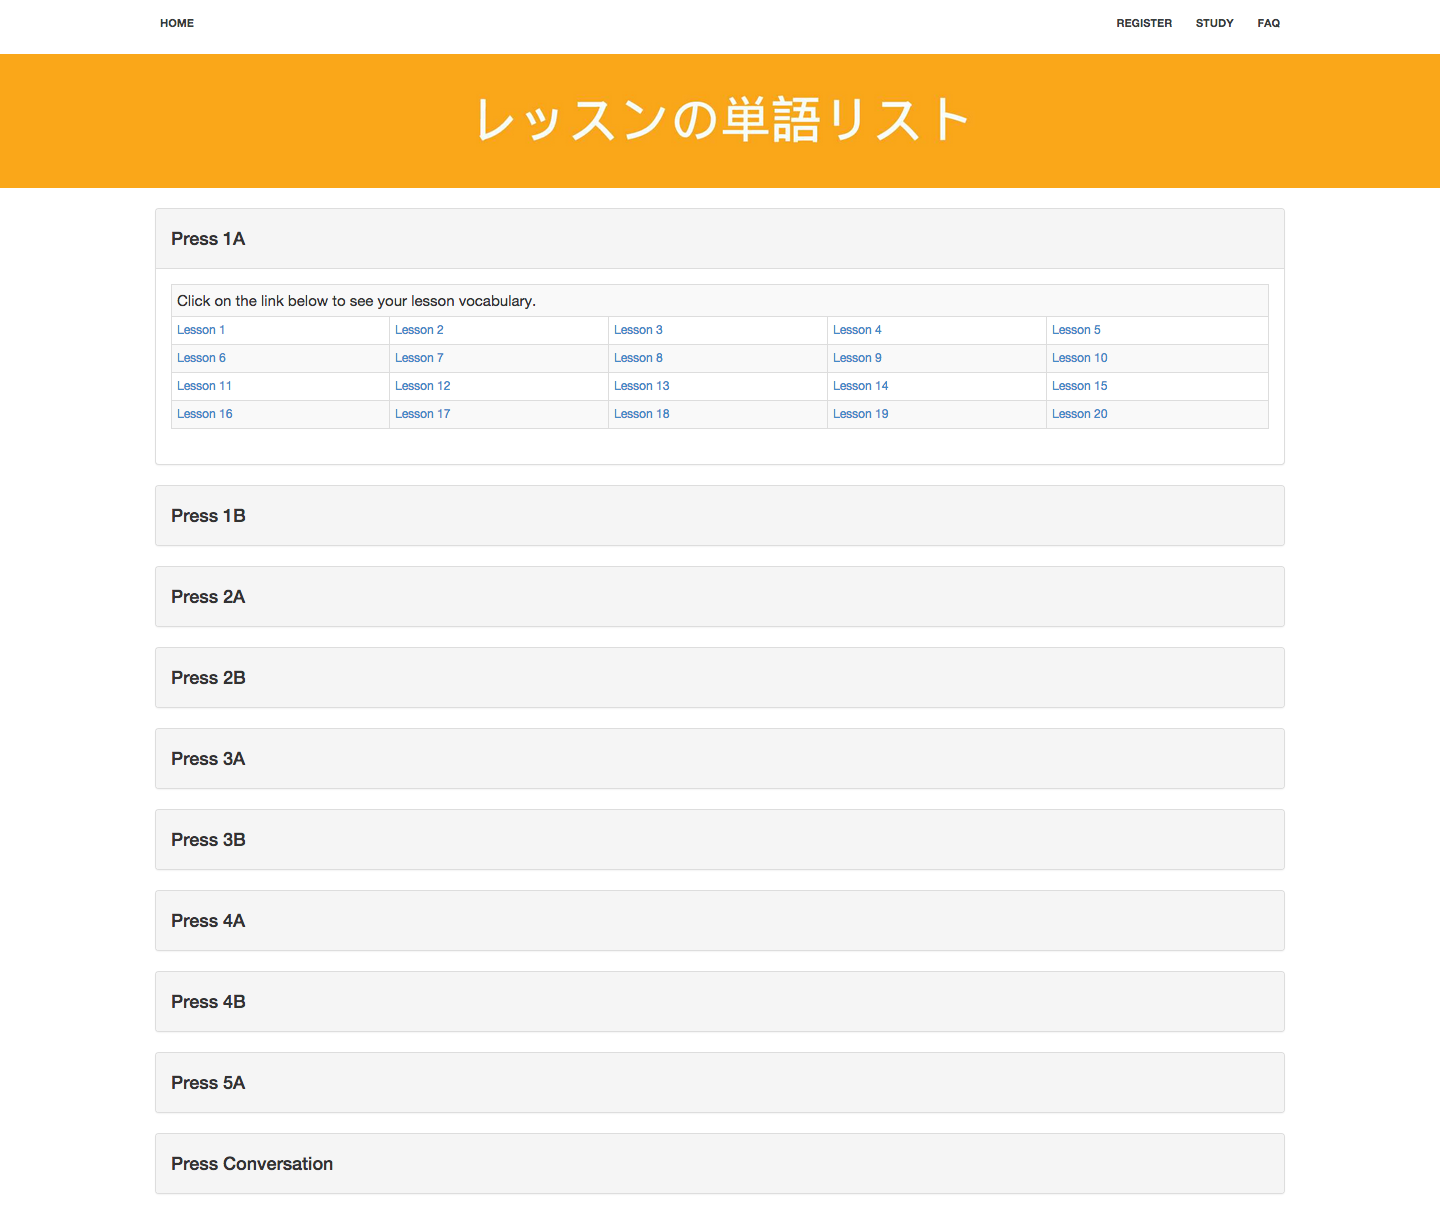 HOME REGISTER STUDY FAQ
レッスンの単語リスト
Press 1A
Click on the link below to see your lesson vocabulary.
Lesson 1 Lesson 2 Lesson 3 Lesson 4 Lesson 5
Lesson 6 Lesson 7 Lesson 8 Lesson 9 Lesson 10
Lesson 11 Lesson 12 Lesson 13 Lesson 14 Lesson 15
Lesson 16 Lesson 17 Lesson 18 Lesson 19 Lesson 20
Press 1B
Press 2A
Press 2B
Press 3A
Press 3B
Press 4A
Press 4B
Press 5A
Press Conversation